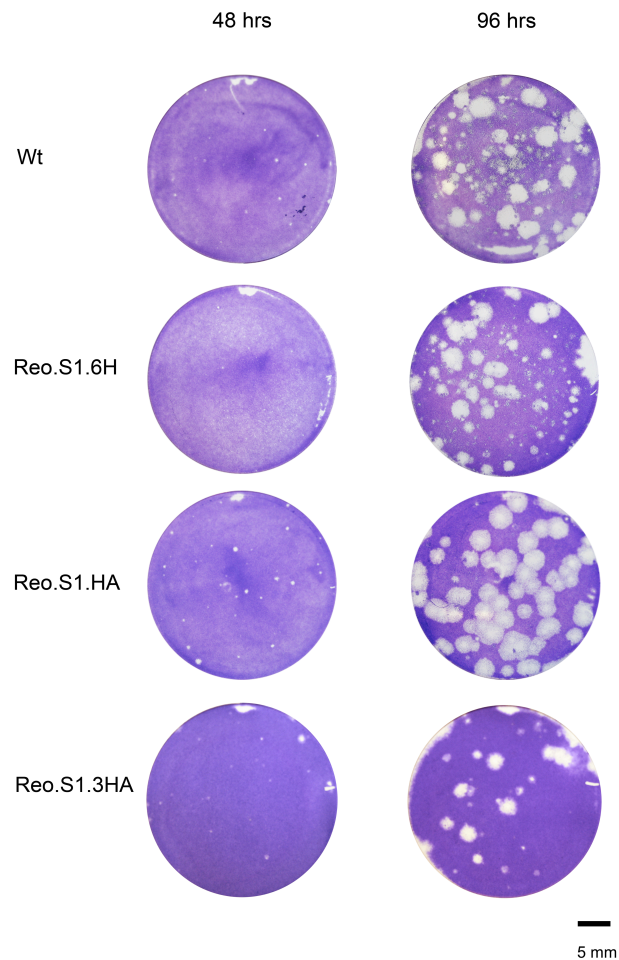 48 hrs 96 hrs
Wt
Reo.S1.6H
Reo.S1.HA
Reo.S1.3HA
5 mm